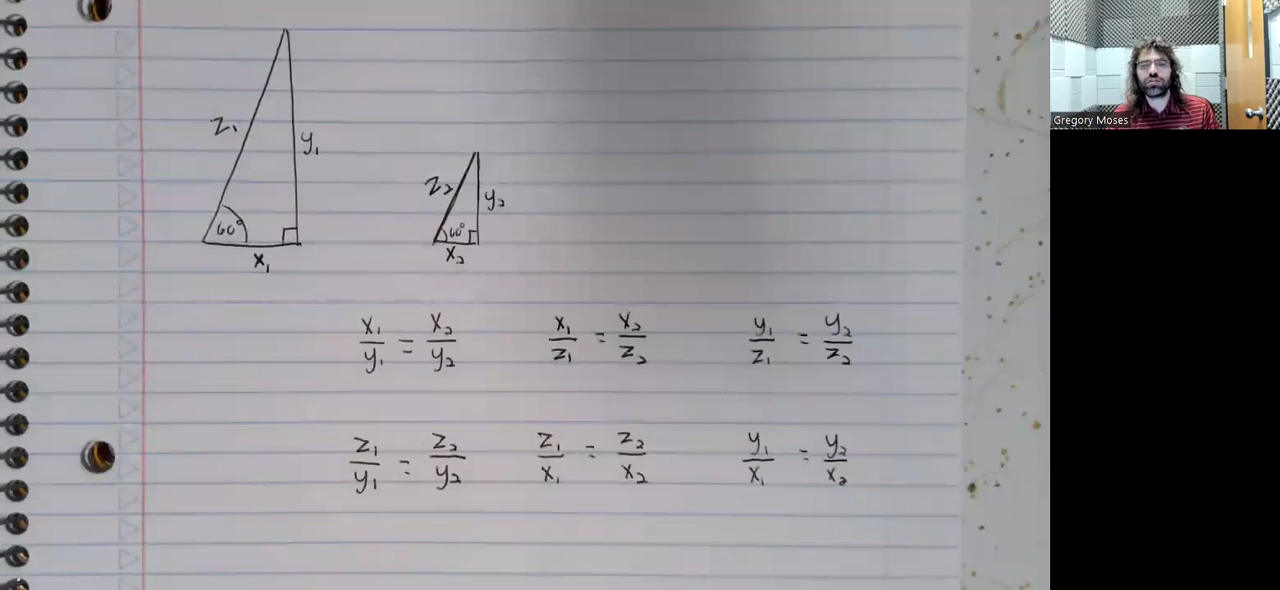 z₁
y₁
60°
x₁
z₂
y₂
60°
x₂
x₁/y₁ = x₂/y₂    x₁/z₁ = x₂/z₂    y₁/z₁ = y₂/z₂
z₁/y₁ = z₂/y₂    z₁/x₁ = z₂/x₂    y₁/x₁ = y₂/x₂
Gregory Moses